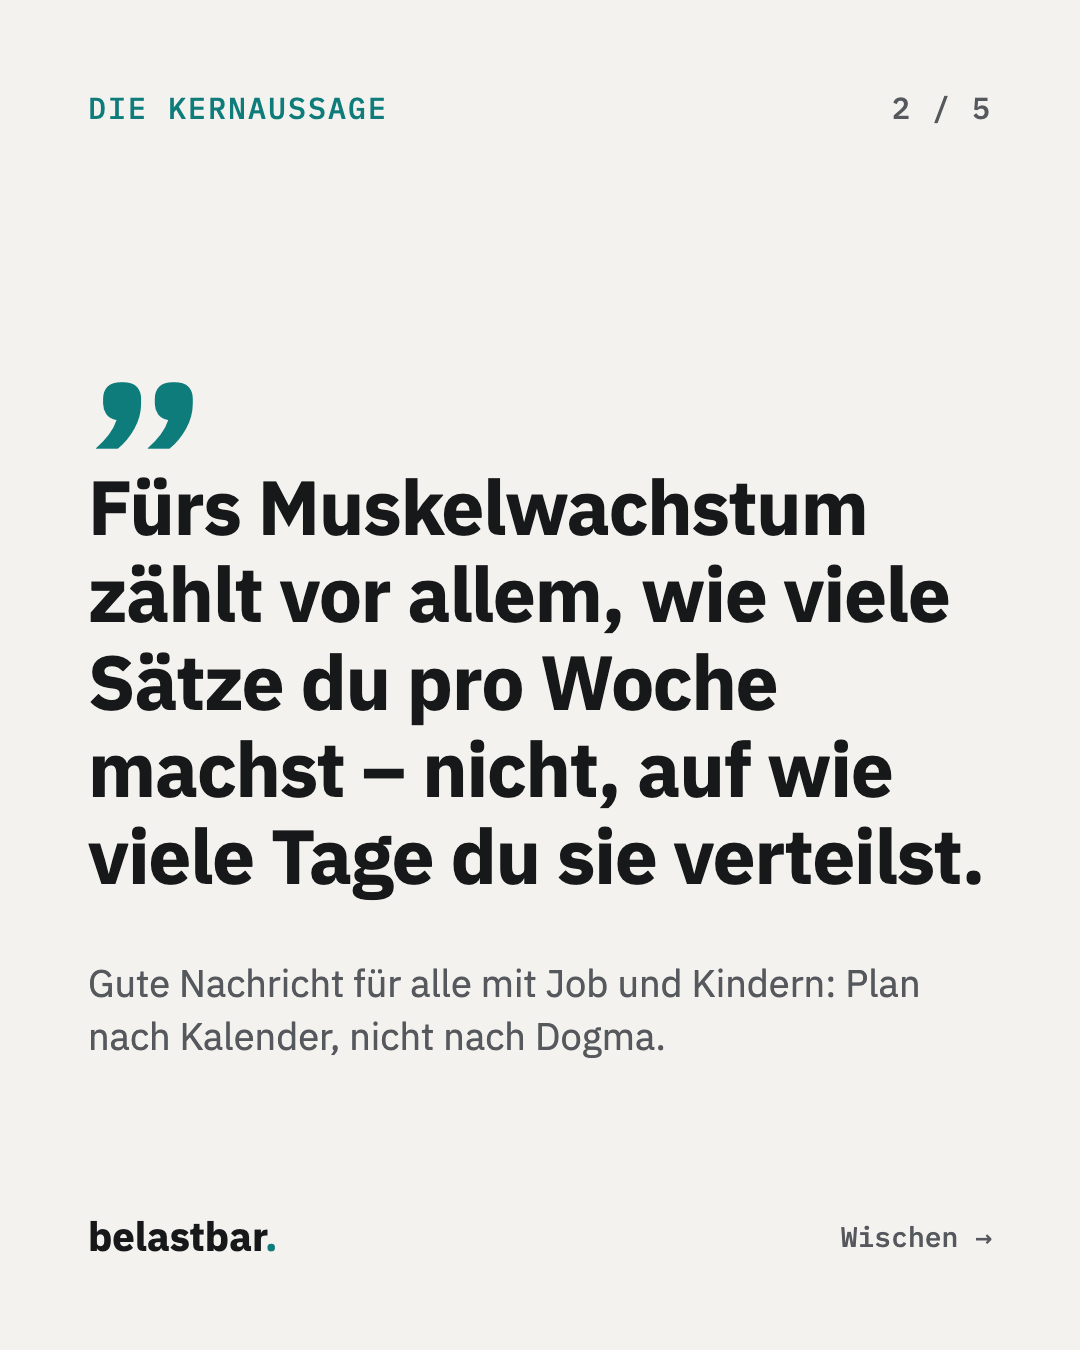 DIE KERNAUSSAGE
2 / 5
”
Fürs Muskelwachstum
zählt vor allem, wie viele
Sätze du pro Woche
machst – nicht, auf wie
viele Tage du sie verteilst.
Gute Nachricht für alle mit Job und Kindern: Plan
nach Kalender, nicht nach Dogma.
belastbar.
Wischen →